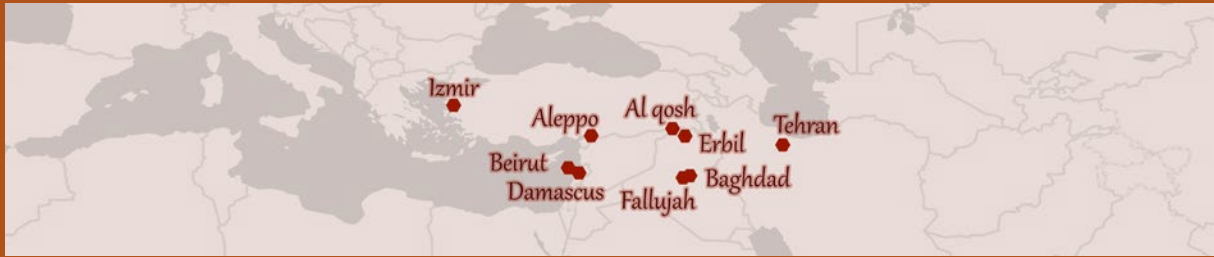 Izmir
Aleppo
Al qosh
Tehran
Erbil
Beirut
Baghdad
Damascus
Fallujah